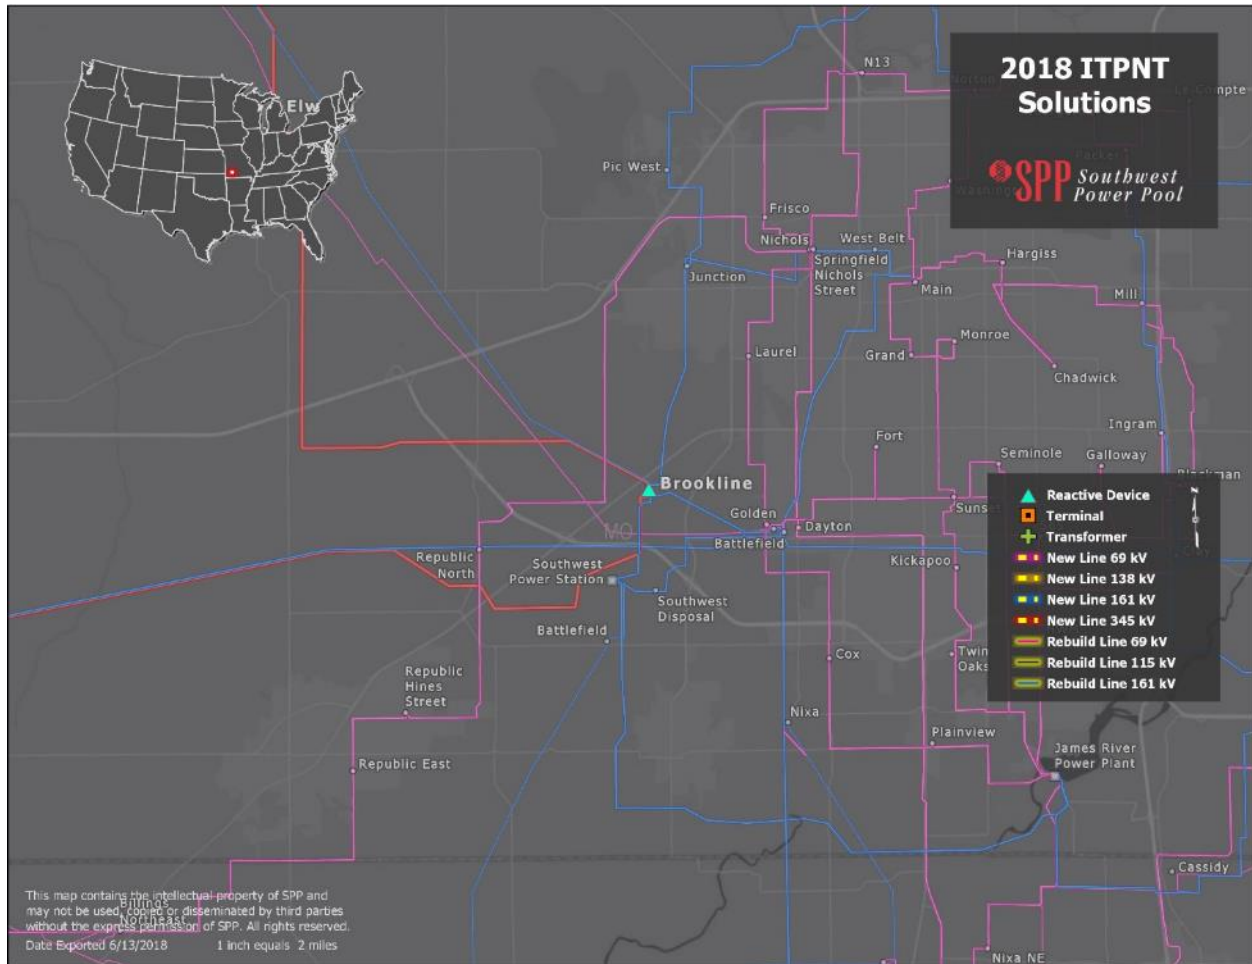 2018 ITPNT
Solutions
SPP Southwest
Power Pool
Elw
N13
Pic West
Frisco
Nichols
West Belt
Springfield
Nichols
Street
Hargiss
Junction
Main
Mill
Monroe
Laurel
Grand
Chadwick
Ingram
Fort
Seminole
Galloway
Brookline
Blackman
Sunset
Golden
Dayton
MO
Battlefield
Republic
North
Kickapoo
Clay
Southwest
Power Station
Southwest
Disposal
Battlefield
Cox
Twin
Oaks
Republic
Hines
Street
Nixa
Plainview
James River
Power Plant
Republic East
Cassidy
Billings
Northeast
Nixa NE
Reactive Device
Terminal
Transformer
New Line 69 kV
New Line 138 kV
New Line 161 kV
New Line 345 kV
Rebuild Line 69 kV
Rebuild Line 115 kV
Rebuild Line 161 kV
N
This map contains the intellectual property of SPP and
may not be used, copied or disseminated by third parties
without the express permission of SPP. All rights reserved.
Date Exported 6/13/2018 1 inch equals 2 miles